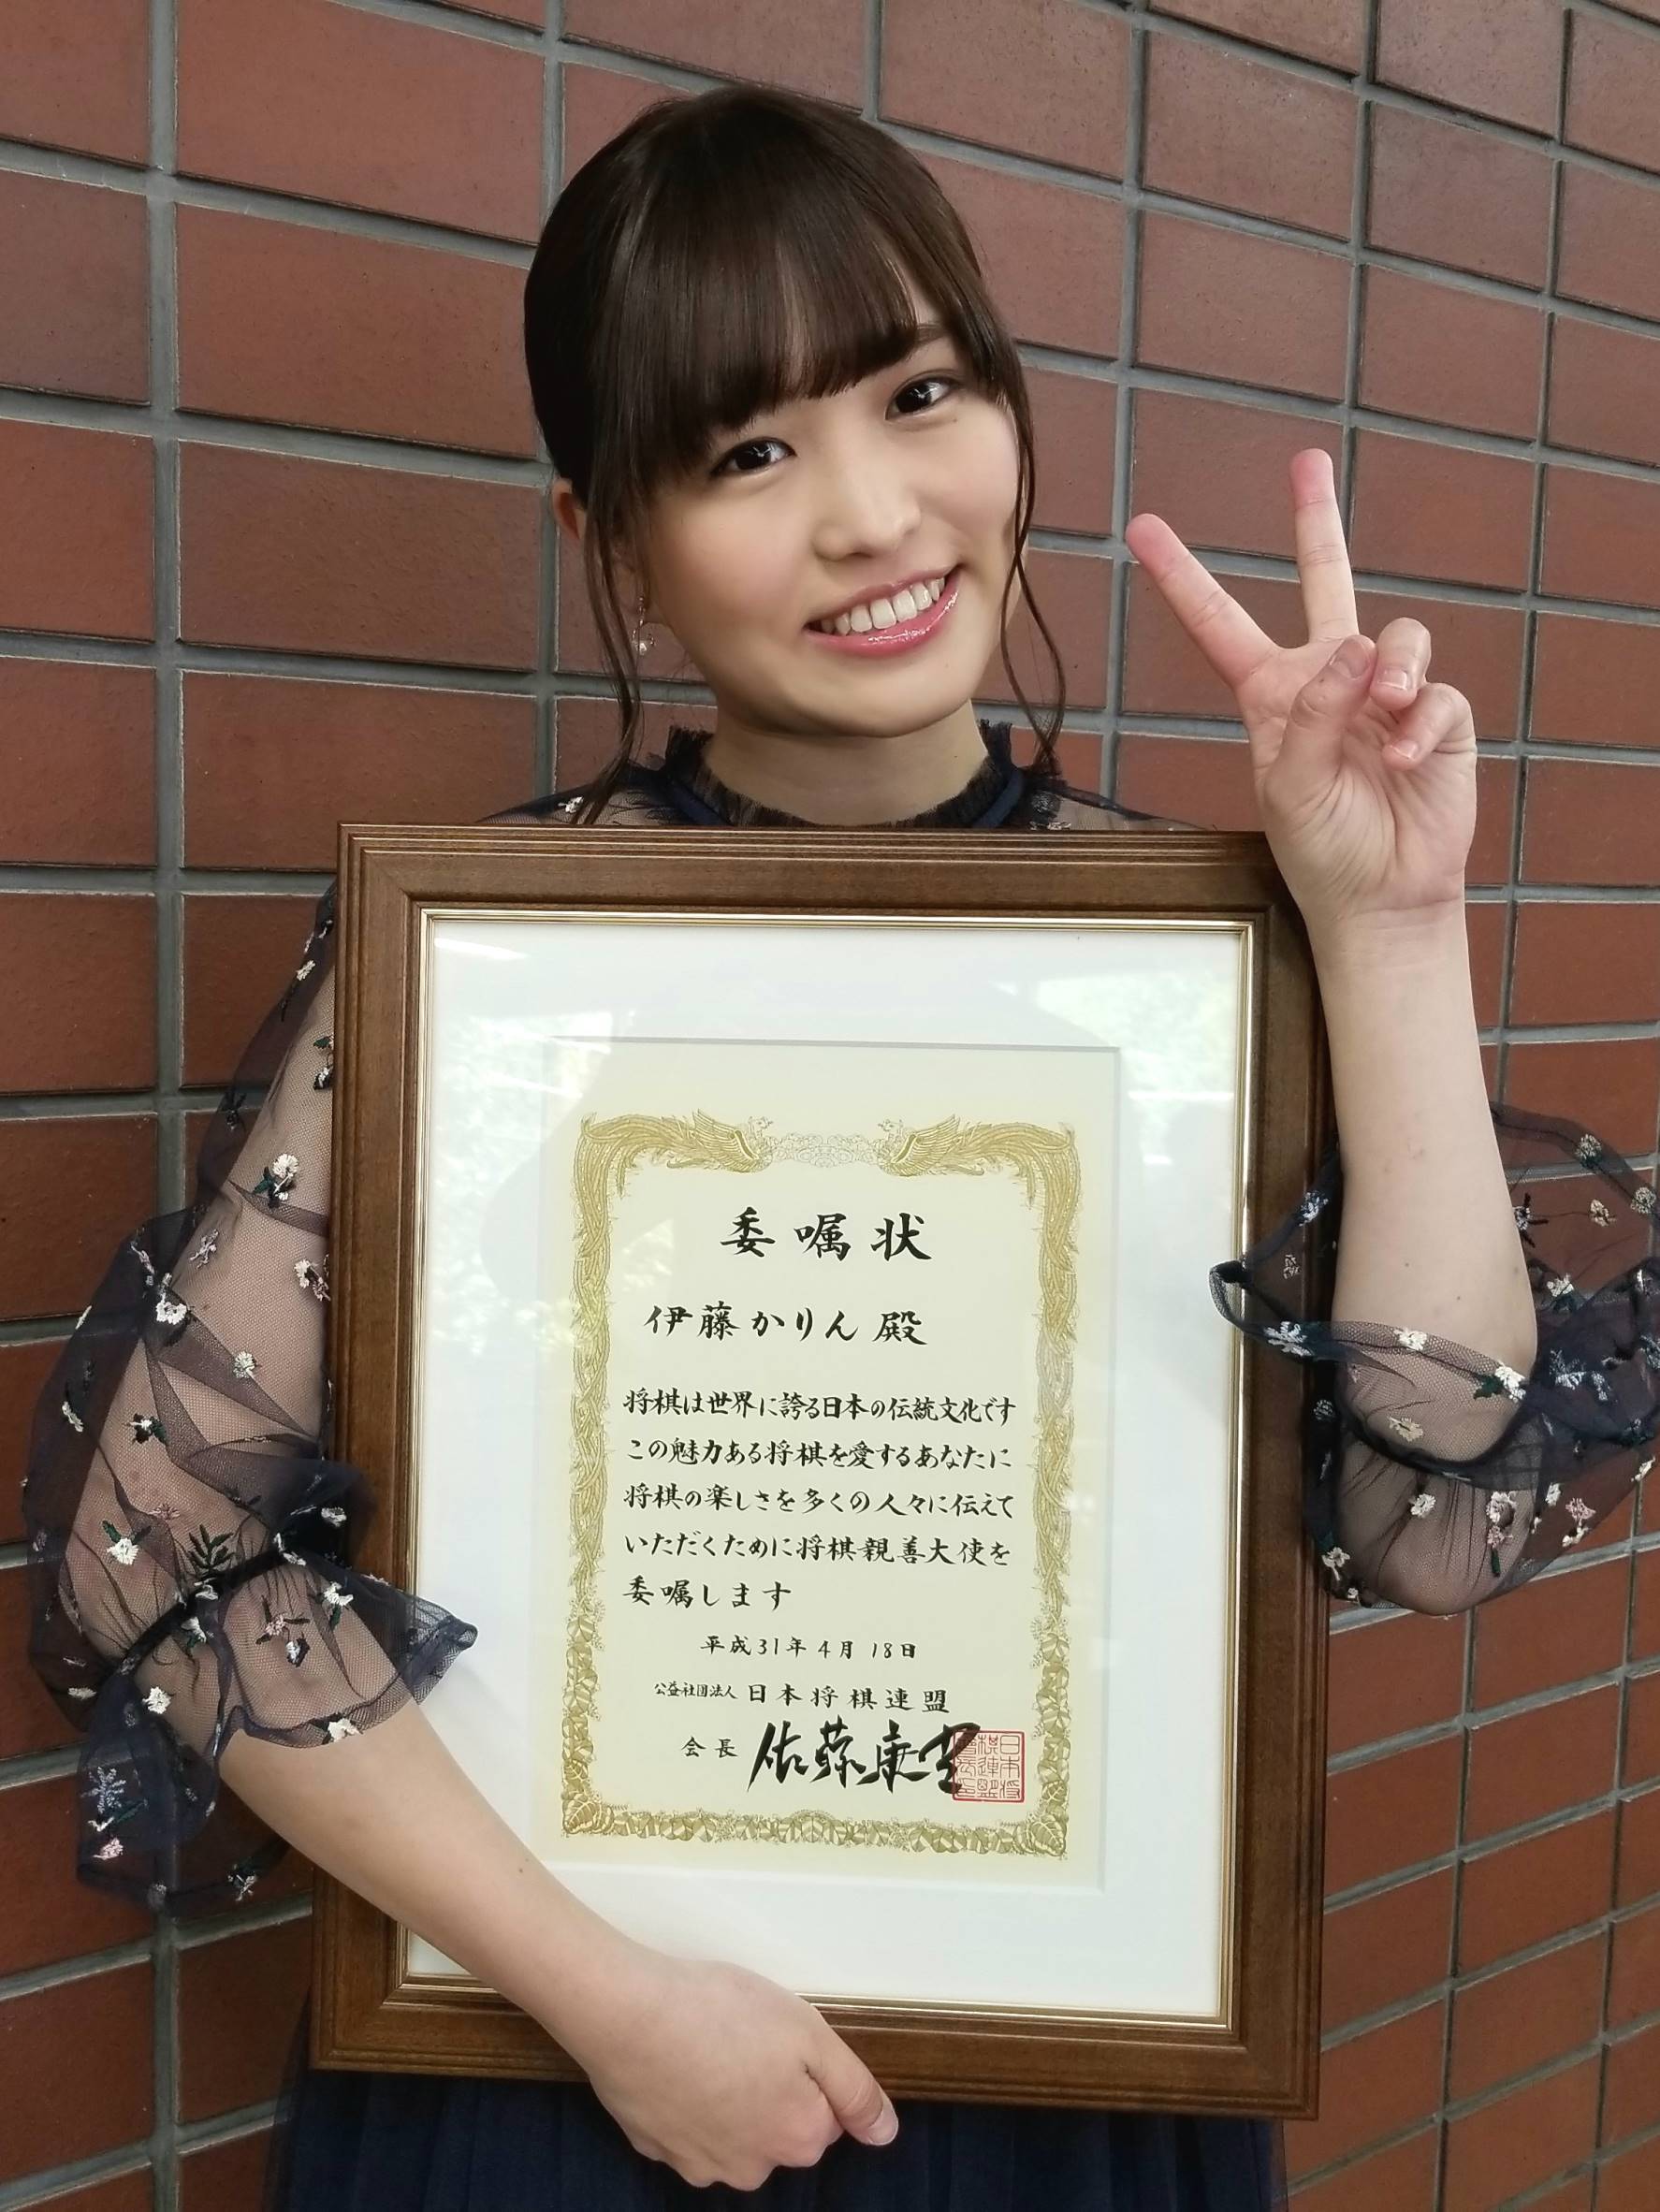 委嘱状
伊藤かりん 殿
将棋は世界に誇る日本の伝統文化です
この魅力ある将棋を愛するあなたに
将棋の楽しさを多くの人々に伝えて
いただくために将棋親善大使を
委嘱します
平成31年4月18日
公益社団法人 日本将棋連盟
会長 佐藤康光